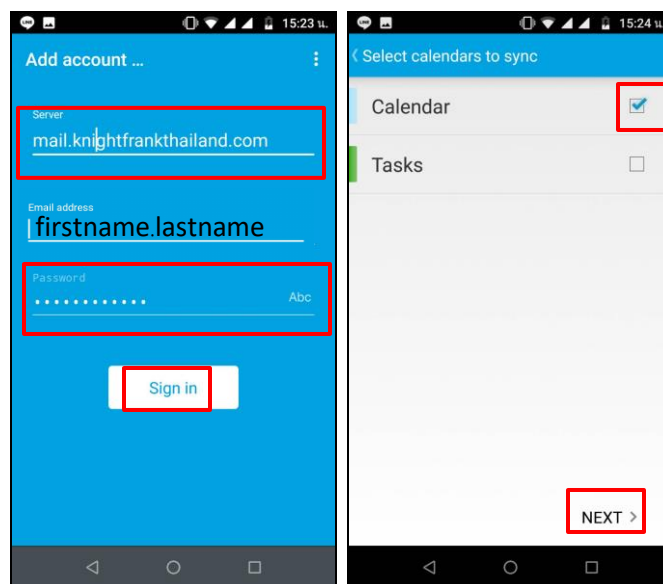 15:23 น.
Add account ...
Server
mail.knightfrankthailand.com
Email address
firstname.lastname
Password
............ Abc
Sign in
15:24 น.
Select calendars to sync
Calendar
Tasks
NEXT >